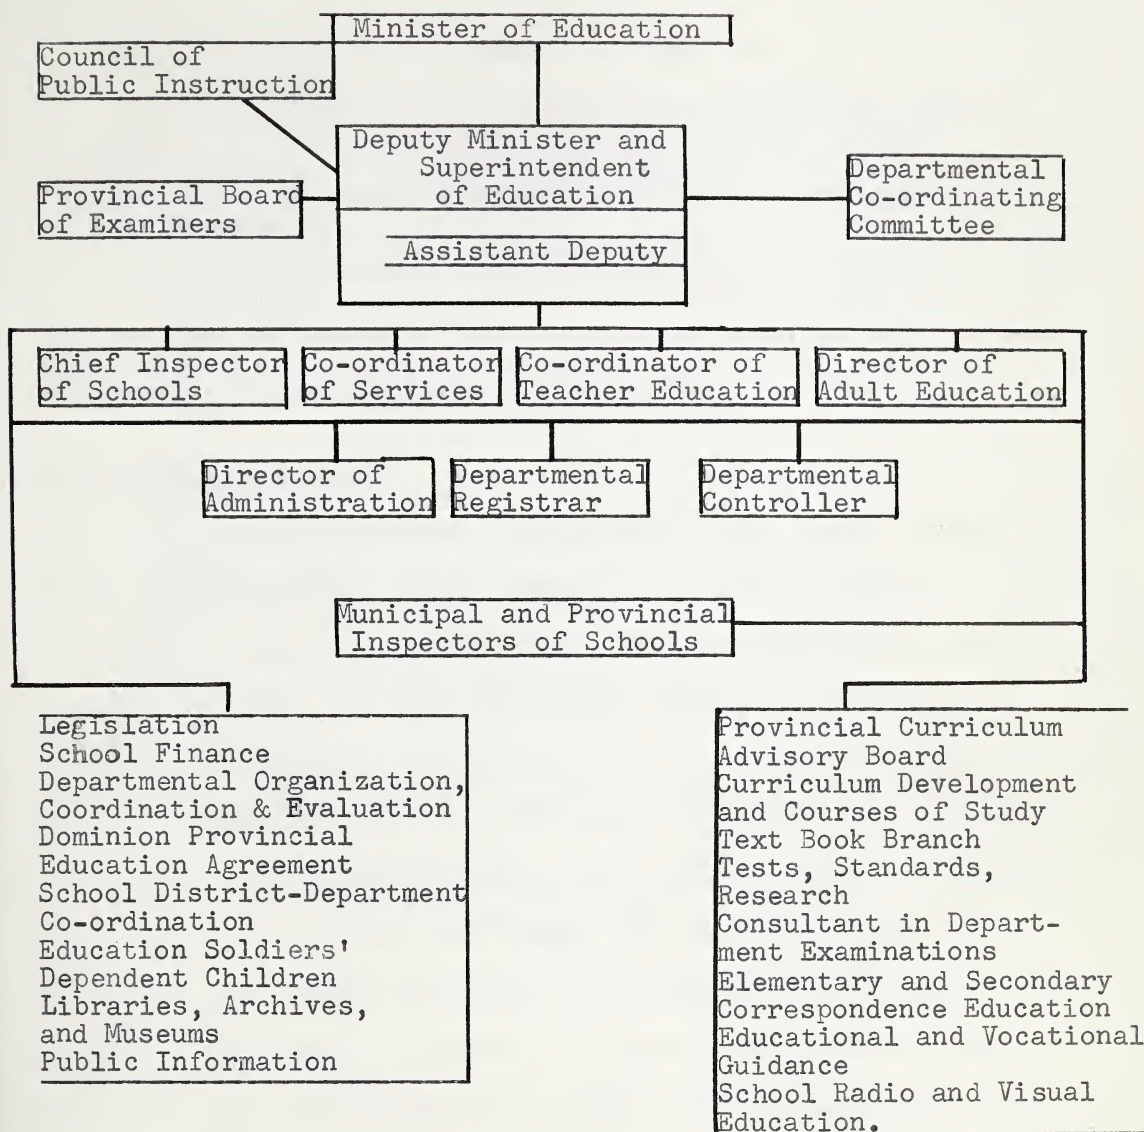 Minister of Education
Council of
Public Instruction
Deputy Minister and
Superintendent
of Education
Assistant Deputy
Provincial Board
of Examiners
Departmental
Co-ordinating
Committee
Chief Inspector
of Schools
Co-ordinator
of Services
Co-ordinator of
Teacher Education
Director of
Adult Education
Director of
Administration
Departmental
Registrar
Departmental
Controller
Municipal and Provincial
Inspectors of Schools
Legislation
School Finance
Departmental Organization,
Coordination & Evaluation
Dominion Provincial
Education Agreement
School District-Department
Co-ordination
Education Soldiers'
Dependent Children
Libraries, Archives,
and Museums
Public Information
Provincial Curriculum
Advisory Board
Curriculum Development
and Courses of Study
Text Book Branch
Tests, Standards,
Research
Consultant in Depart-
ment Examinations
Elementary and Secondary
Correspondence Education
Educational and Vocational
Guidance
School Radio and Visual
Education.